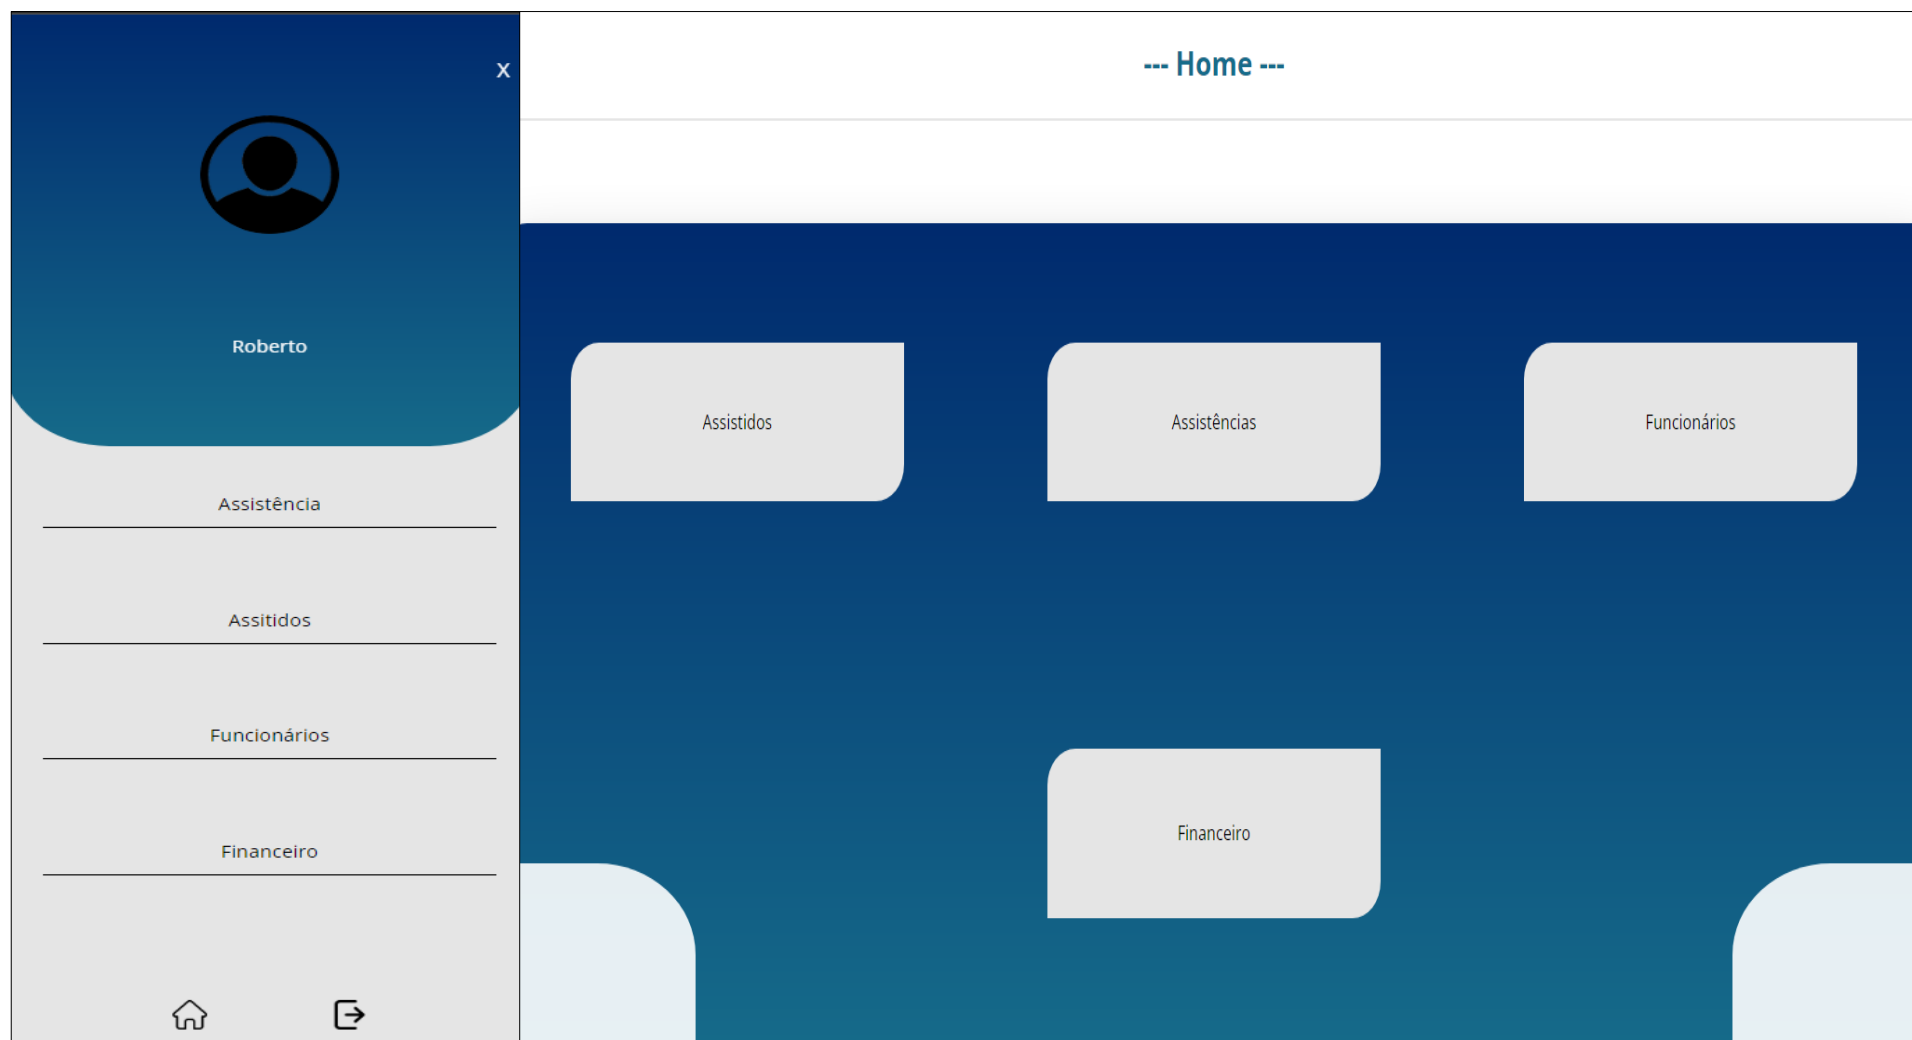 X
Roberto
Assistência
Assitidos
Funcionários
Financeiro
--- Home ---
Assistidos
Assistências
Funcionários
Financeiro